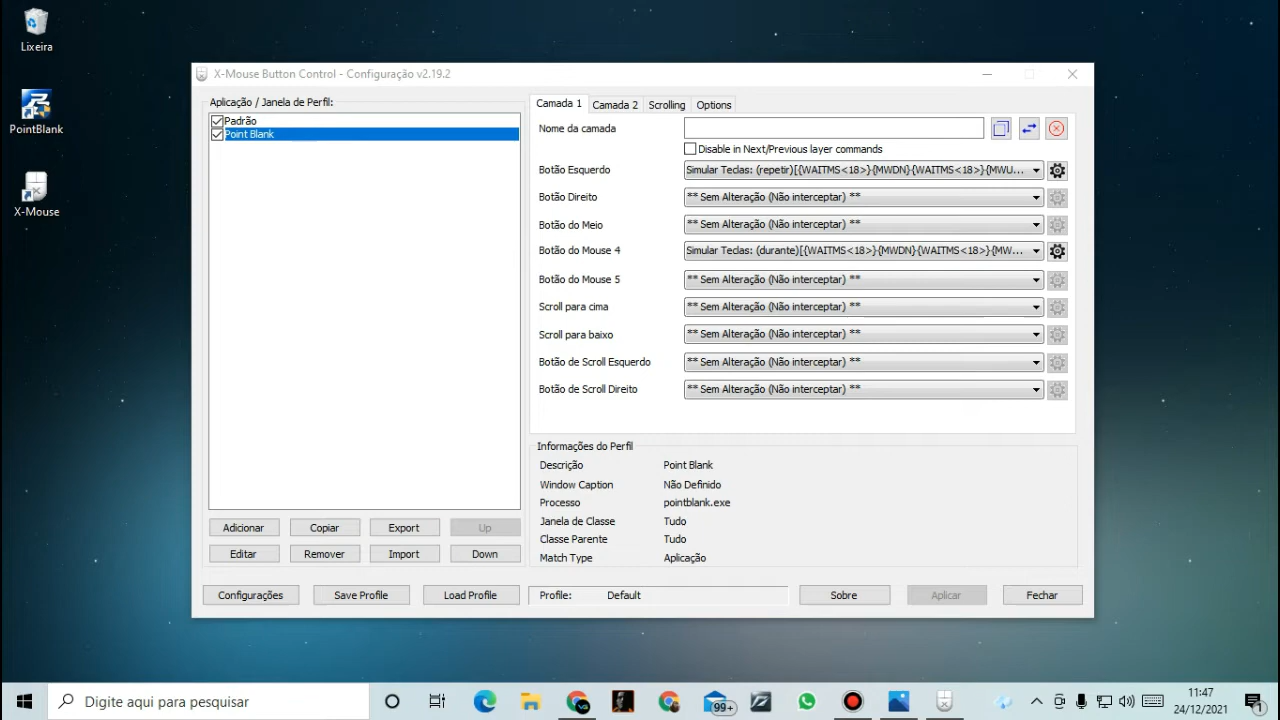 Lixeira
PointBlank
X-Mouse
X-Mouse Button Control - Configuração v2.19.2
Aplicação / Janela de Perfil:
Padrão
Point Blank
Camada 1 Camada 2 Scrolling Options
Nome da camada
Disable in Next/Previous layer commands
Botão Esquerdo Simular Teclas: (repetir)[{WAITMS<18>}{MWDN}{WAITMS<18>}{MWU...
Botão Direito ** Sem Alteração (Não interceptar) **
Botão do Meio ** Sem Alteração (Não interceptar) **
Botão do Mouse 4 Simular Teclas: (durante)[{WAITMS<18>}{MWDN}{WAITMS<18>}{MW...
Botão do Mouse 5 ** Sem Alteração (Não interceptar) **
Scroll para cima ** Sem Alteração (Não interceptar) **
Scroll para baixo ** Sem Alteração (Não interceptar) **
Botão de Scroll Esquerdo ** Sem Alteração (Não interceptar) **
Botão de Scroll Direito ** Sem Alteração (Não interceptar) **
Informações do Perfil
Descrição Point Blank
Window Caption Não Definido
Processo pointblank.exe
Janela de Classe Tudo
Classe Parente Tudo
Match Type Aplicação
Adicionar Copiar Export Up
Editar Remover Import Down
Configurações Save Profile Load Profile Profile: Default Sobre Aplicar Fechar
Digite aqui para pesquisar
99+
11:47
24/12/2021
1